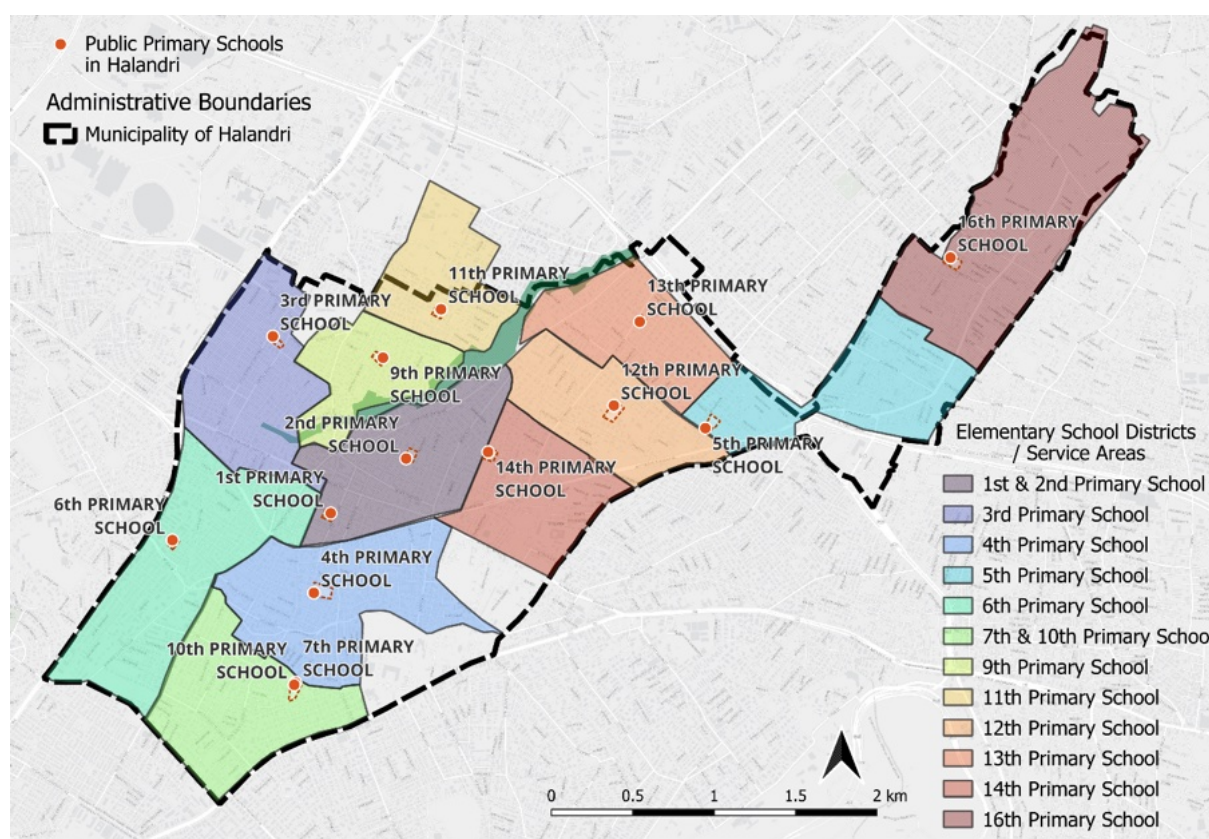 Public Primary Schools
in Halandri
Administrative Boundaries
Municipality of Halandri
16th PRIMARY
SCHOOL
11th PRIMARY
SCHOOL
13th PRIMARY
SCHOOL
3rd PRIMARY
SCHOOL
9th PRIMARY
SCHOOL
12th PRIMARY
SCHOOL
2nd PRIMARY
SCHOOL
5th PRIMARY
SCHOOL
14th PRIMARY
SCHOOL
1st PRIMARY
SCHOOL
6th PRIMARY
SCHOOL
4th PRIMARY
SCHOOL
10th PRIMARY
SCHOOL
7th PRIMARY
SCHOOL
Elementary School Districts
/ Service Areas
1st & 2nd Primary School
3rd Primary School
4th Primary School
5th Primary School
6th Primary School
7th & 10th Primary Schoo
9th Primary School
11th Primary School
12th Primary School
13th Primary School
14th Primary School
16th Primary School
0 0.5 1 1.5 2 km